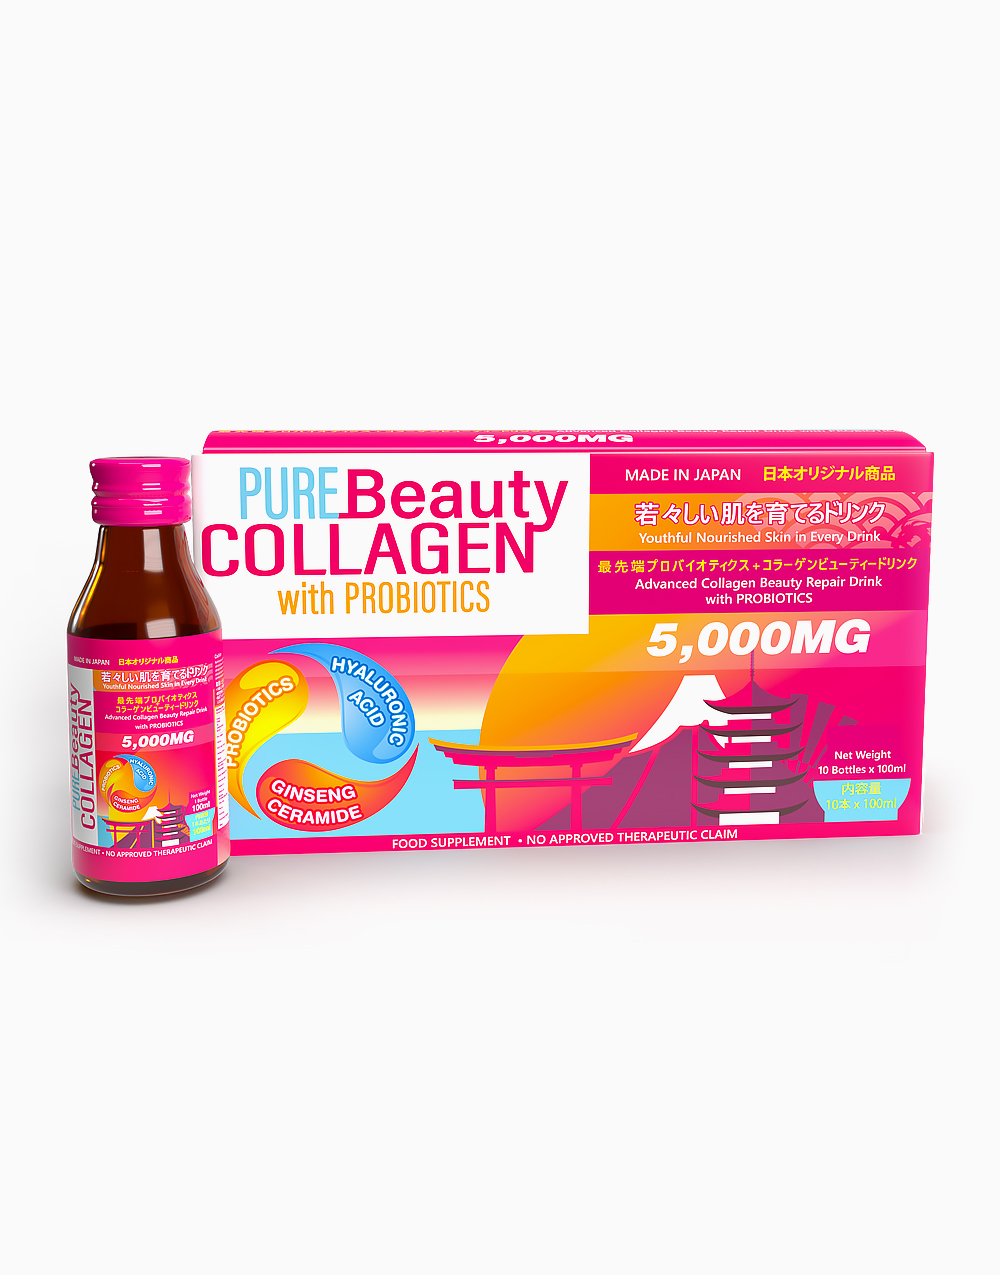 5,000MG
PURE Beauty
COLLAGEN
with PROBIOTICS
MADE IN JAPAN 日本オリジナル商品
若々しい肌を育てるドリンク
Youthful Nourished Skin in Every Drink
最先端プロバイオティクス+コラーゲンビューティードリンク
Advanced Collagen Beauty Repair Drink
with PROBIOTICS
5,000MG
PROBIOTICS
HYALURONIC
ACID
GINSENG
CERAMIDE
Net Weight
10 Bottles x 100ml
内容量
10本 x 100ml
FOOD SUPPLEMENT • NO APPROVED THERAPEUTIC CLAIM
MADE IN JAPAN 日本オリジナル商品
若々しい肌を育てるドリンク
Youthful Nourished Skin in Every Drink
最先端プロバイオティクス
コラーゲンビューティードリンク
Advanced Collagen Beauty Repair Drink
with PROBIOTICS
5,000MG
PURE Beauty
COLLAGEN
PROBIOTICS
HYALURONIC
ACID
GINSENG
CERAMIDE
Net Weight
1 Bottle
100ml
100ml
• NO APPROVED THERAPEUTIC CLAIM